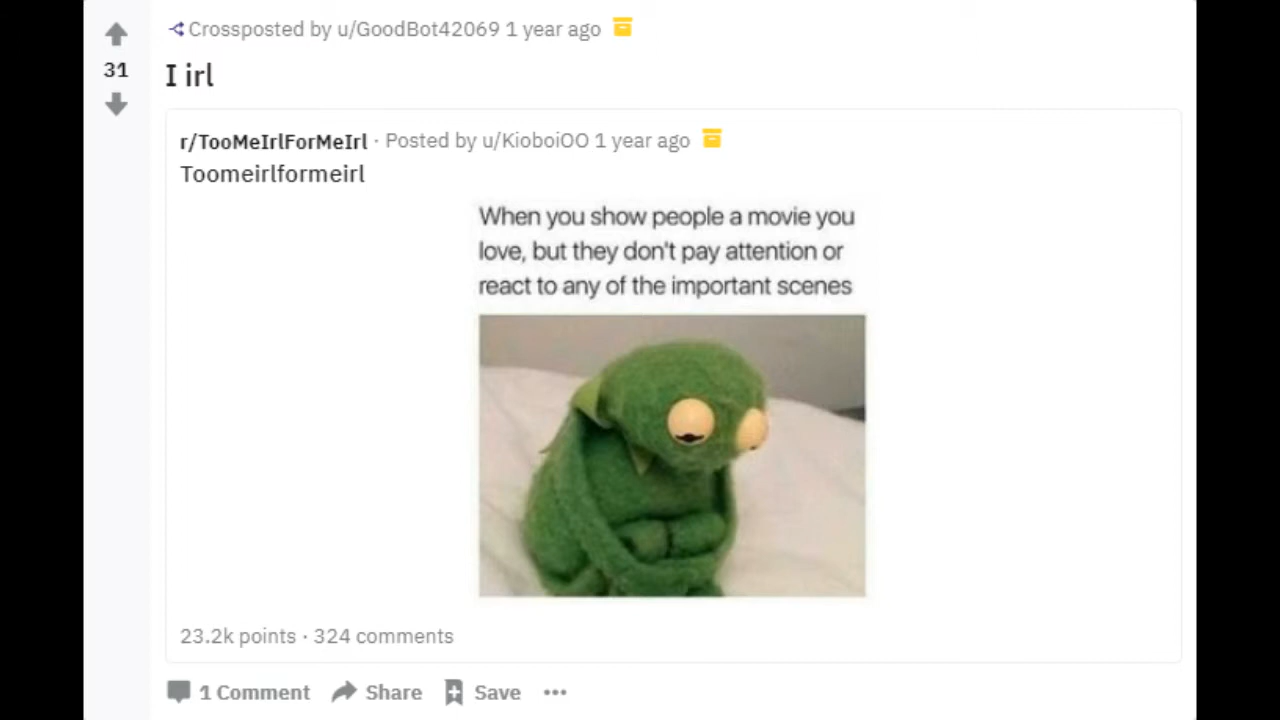 Crossposted by u/GoodBot42069 1 year ago
31
I irl
r/TooMeIrlForMeIrl · Posted by u/KioboiOO 1 year ago
Toomeirlformeirl
When you show people a movie you
love, but they don't pay attention or
react to any of the important scenes
23.2k points · 324 comments
1 Comment Share Save